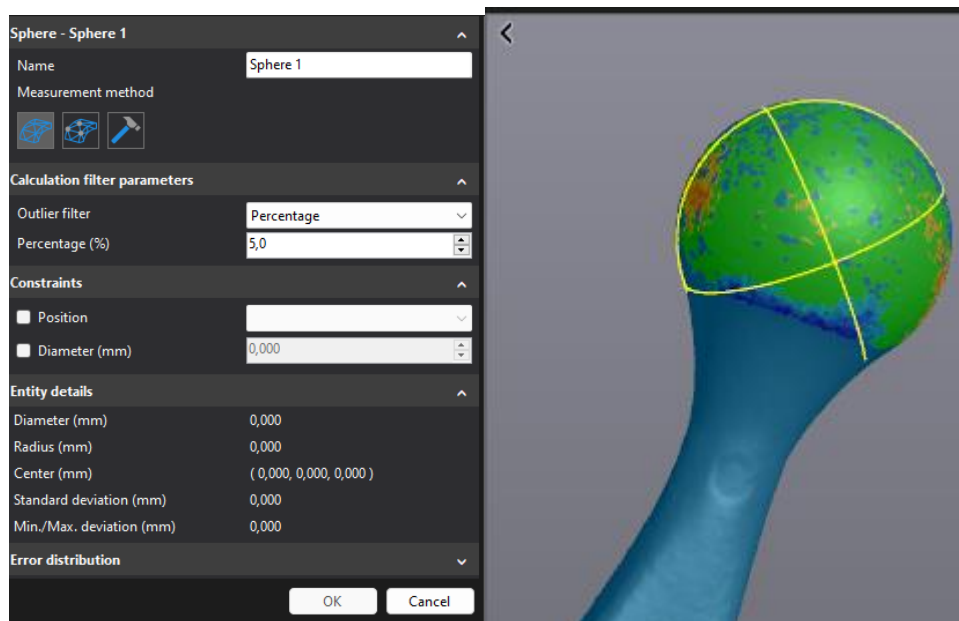 Sphere - Sphere 1
Name Sphere 1
Measurement method
Calculation filter parameters
Outlier filter Percentage
Percentage (%) 5,0
Constraints
Position
Diameter (mm) 0,000
Entity details
Diameter (mm) 0,000
Radius (mm) 0,000
Center (mm) ( 0,000, 0,000, 0,000 )
Standard deviation (mm) 0,000
Min./Max. deviation (mm) 0,000
Error distribution
OK Cancel